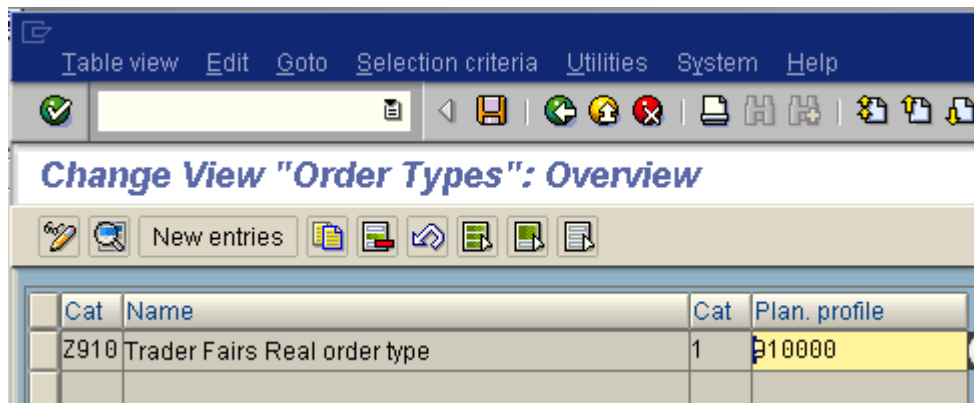 Table view Edit Goto Selection criteria Utilities System Help
Change View "Order Types": Overview
New entries
Cat Name Cat Plan. profile
Z910 Trader Fairs Real order type 1 910000